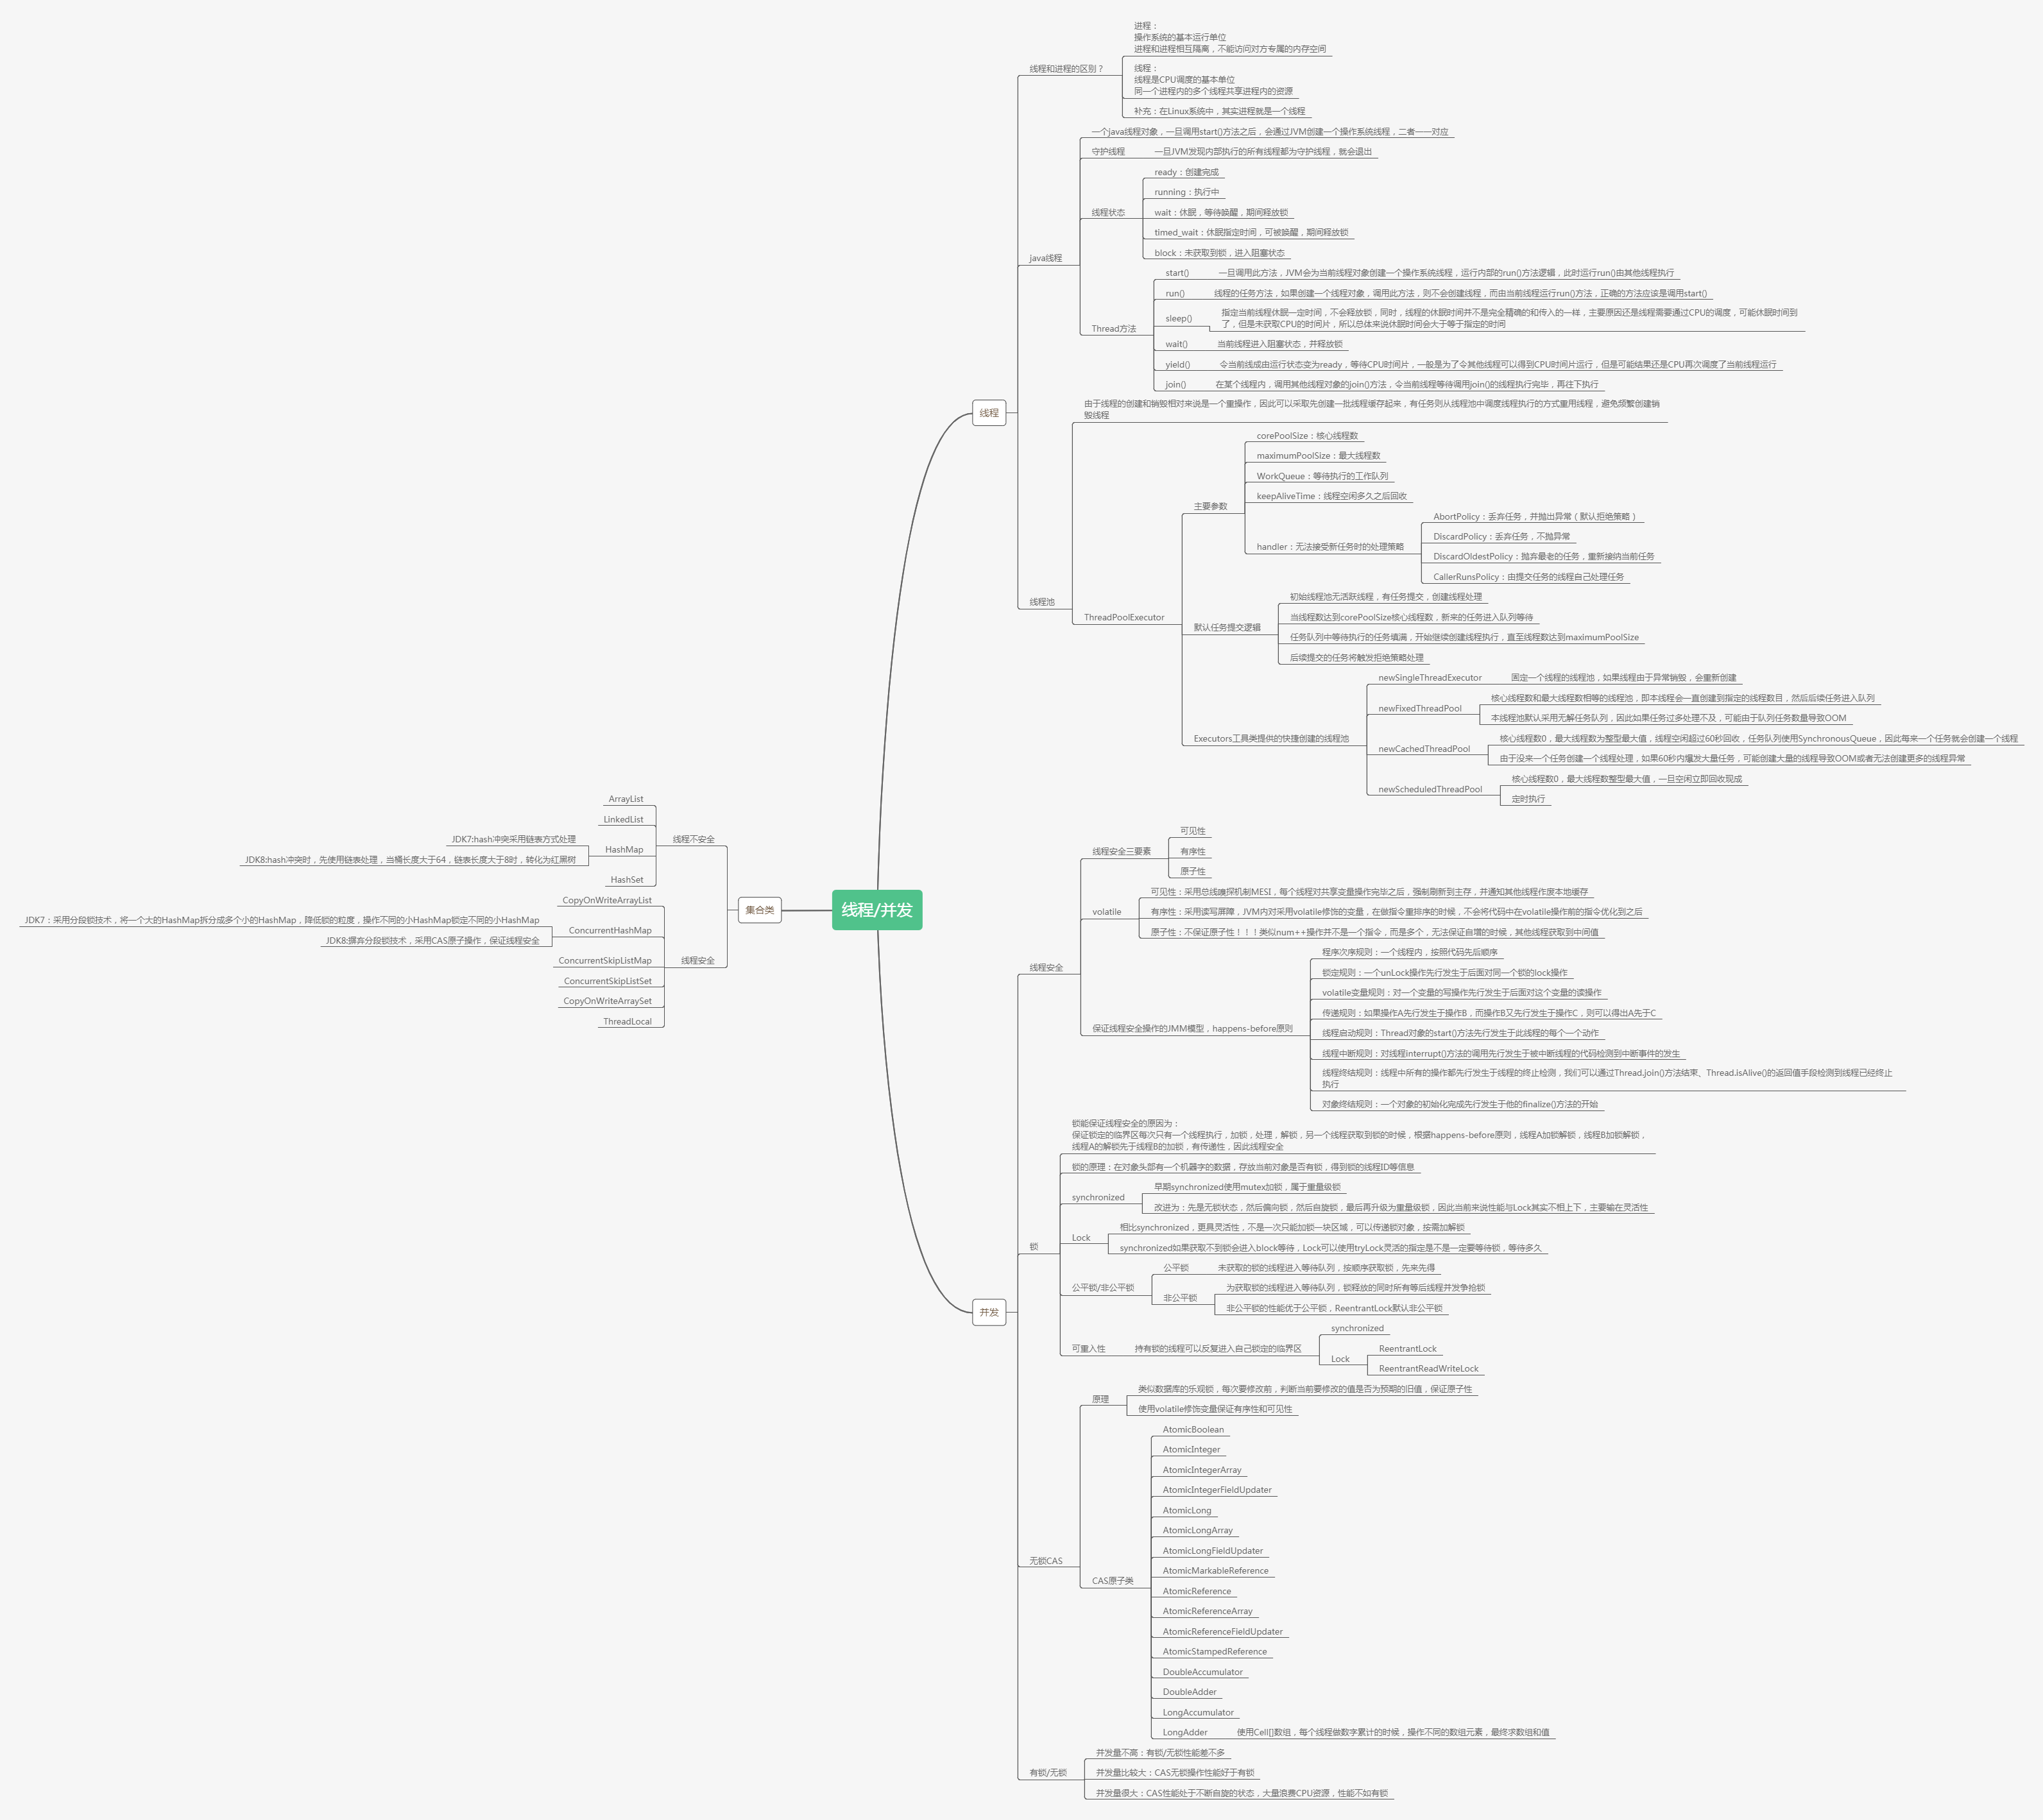 线程/并发
线程
线程和进程的区别？
进程：
操作系统的基本运行单位
进程和进程相互隔离，不能访问对方专属的内存空间
线程：
线程是CPU调度的基本单位
同一个进程内的多个线程共享进程内的资源
补充：在Linux系统中，其实进程就是一个线程
java线程
一个java线程对象，一旦调用start()方法之后，会通过JVM创建一个操作系统线程，二者一一对应
守护线程
一旦JVM发现内部执行的所有线程都为守护线程，就会退出
线程状态
ready：创建完成
running：执行中
wait：休眠，等待唤醒，期间释放锁
timed_wait：休眠指定时间，可被唤醒，期间释放锁
block：未获取到锁，进入阻塞状态
Thread方法
start()
一旦调用此方法，JVM会为当前线程对象创建一个操作系统线程，运行内部的run()方法逻辑，此时运行run()由其他线程执行
run()
线程的任务方法，如果创建一个线程对象，调用此方法，则不会创建线程，而由当前线程运行run()方法，正确的方法应该是调用start()
sleep()
指定当前线程休眠一定时间，不会释放锁，同时，线程的休眠时间并不是完全精确的和传入的一样，主要原因还是线程需要通过CPU的调度，可能休眠时间到
了，但是未获取CPU的时间片，所以总体来说休眠时间会大于等于指定的时间
wait()
当前线程进入阻塞状态，并释放锁
yield()
令当前线成由运行状态变为ready，等待CPU时间片，一般是为了令其他线程可以得到CPU时间片运行，但是可能结果还是CPU再次调度了当前线程运行
join()
在某个线程内，调用其他线程对象的join()方法，令当前线程等待调用join()的线程执行完毕，再往下执行
线程池
由于线程的创建和销毁相对来说是一个重操作，因此可以采取先创建一批线程缓存起来，有任务则从线程池中调度线程执行的方式重用线程，避免频繁创建销
毁线程
ThreadPoolExecutor
主要参数
corePoolSize：核心线程数
maximumPoolSize：最大线程数
WorkQueue：等待执行的工作队列
keepAliveTime：线程空闲多久之后回收
handler：无法接受新任务时的处理策略
AbortPolicy：丢弃任务，并抛出异常（默认拒绝策略）
DiscardPolicy：丢弃任务，不抛异常
DiscardOldestPolicy：抛弃最老的任务，重新接纳当前任务
CallerRunsPolicy：由提交任务的线程自己处理任务
默认任务提交逻辑
初始线程池无活跃线程，有任务提交，创建线程处理
当线程数达到corePoolSize核心线程数，新来的任务进入队列等待
任务队列中等待执行的任务填满，开始继续创建线程执行，直至线程数达到maximumPoolSize
后续提交的任务将触发拒绝策略处理
Executors工具类提供的快捷创建的线程池
newSingleThreadExecutor
固定一个线程的线程池，如果线程由于异常销毁，会重新创建
newFixedThreadPool
核心线程数和最大线程数相等的线程池，即本线程会一直创建到指定的线程数目，然后后续任务进入队列
本线程池默认采用无解任务队列，因此如果任务过多处理不及，可能由于队列任务数量导致OOM
newCachedThreadPool
核心线程数0，最大线程数为整型最大值，线程空闲超过60秒回收，任务队列使用SynchronousQueue，因此每来一个任务就会创建一个线程
由于没来一个任务创建一个线程处理，如果60秒内爆发大量任务，可能创建大量的线程导致OOM或者无法创建更多的线程异常
newScheduledThreadPool
核心线程数0，最大线程数整型最大值，一旦空闲立即回收现成
定时执行
集合类
线程不安全
ArrayList
LinkedList
HashMap
JDK7:hash冲突采用链表方式处理
JDK8:hash冲突时，先使用链表处理，当桶长度大于64，链表长度大于8时，转化为红黑树
HashSet
线程安全
CopyOnWriteArrayList
ConcurrentHashMap
JDK7：采用分段锁技术，将一个大的HashMap拆分成多个小的HashMap，降低锁的粒度，操作不同的小HashMap锁定不同的小HashMap
JDK8:摒弃分段锁技术，采用CAS原子操作，保证线程安全
ConcurrentSkipListMap
ConcurrentSkipListSet
CopyOnWriteArraySet
ThreadLocal
并发
线程安全
线程安全三要素
可见性
有序性
原子性
volatile
可见性：采用总线嗅探机制MESI，每个线程对共享变量操作完毕之后，强制刷新到主存，并通知其他线程作废本地缓存
有序性：采用读写屏障，JVM内对采用volatile修饰的变量，在做指令重排序的时候，不会将代码中在volatile操作前的指令优化到之后
原子性：不保证原子性！！！类似num++操作并不是一个指令，而是多个，无法保证自增的时候，其他线程获取到中间值
保证线程安全操作的JMM模型，happens-before原则
程序次序规则：一个线程内，按照代码先后顺序
锁定规则：一个unLock操作先行发生于后面对同一个锁的lock操作
volatile变量规则：对一个变量的写操作先行发生于后面对这个变量的读操作
传递规则：如果操作A先行发生于操作B，而操作B又先行发生于操作C，则可以得出A先于C
线程启动规则：Thread对象的start()方法先行发生于此线程的每个一个动作
线程中断规则：对线程interrupt()方法的调用先行发生于被中断线程的代码检测到中断事件的发生
线程终结规则：线程中所有的操作都先行发生于线程的终止检测，我们可以通过Thread.join()方法结束、Thread.isAlive()的返回值手段检测到线程已经终止
执行
对象终结规则：一个对象的初始化完成先行发生于他的finalize()方法的开始
锁
锁能保证线程安全的原因为：
保证锁定的临界区每次只有一个线程执行，加锁，处理，解锁，另一个线程获取到锁的时候，根据happens-before原则，线程A加锁解锁，线程B加锁解锁，
线程A的解锁先于线程B的加锁，有传递性，因此线程安全
锁的原理：在对象头部有一个机器字的数据，存放当前对象是否有锁，得到锁的线程ID等信息
synchronized
早期synchronized使用mutex加锁，属于重量级锁
改进为：先是无锁状态，然后偏向锁，然后自旋锁，最后再升级为重量级锁，因此当前来说性能与Lock其实不相上下，主要输在灵活性
Lock
相比synchronized，更具灵活性，不是一次只能加锁一块区域，可以传递锁对象，按需加解锁
synchronized如果获取不到锁会进入block等待，Lock可以使用tryLock灵活的指定是不是一定要等待锁，等待多久
公平锁/非公平锁
公平锁
未获取的锁的线程进入等待队列，按顺序获取锁，先来先得
非公平锁
为获取锁的线程进入等待队列，锁释放的同时所有等后线程并发争抢锁
非公平锁的性能优于公平锁，ReentrantLock默认非公平锁
可重入性
持有锁的线程可以反复进入自己锁定的临界区
synchronized
Lock
ReentrantLock
ReentrantReadWriteLock
无锁CAS
原理
类似数据库的乐观锁，每次要修改前，判断当前要修改的值是否为预期的旧值，保证原子性
使用volatile修饰变量保证有序性和可见性
CAS原子类
AtomicBoolean
AtomicInteger
AtomicIntegerArray
AtomicIntegerFieldUpdater
AtomicLong
AtomicLongArray
AtomicLongFieldUpdater
AtomicMarkableReference
AtomicReference
AtomicReferenceArray
AtomicReferenceFieldUpdater
AtomicStampedReference
DoubleAccumulator
DoubleAdder
LongAccumulator
LongAdder
使用Cell[]数组，每个线程做数字累计的时候，操作不同的数组元素，最终求数组和值
有锁/无锁
并发量不高：有锁/无锁性能差不多
并发量比较大：CAS无锁操作性能好于有锁
并发量很大：CAS性能处于不断自旋的状态，大量浪费CPU资源，性能不如有锁